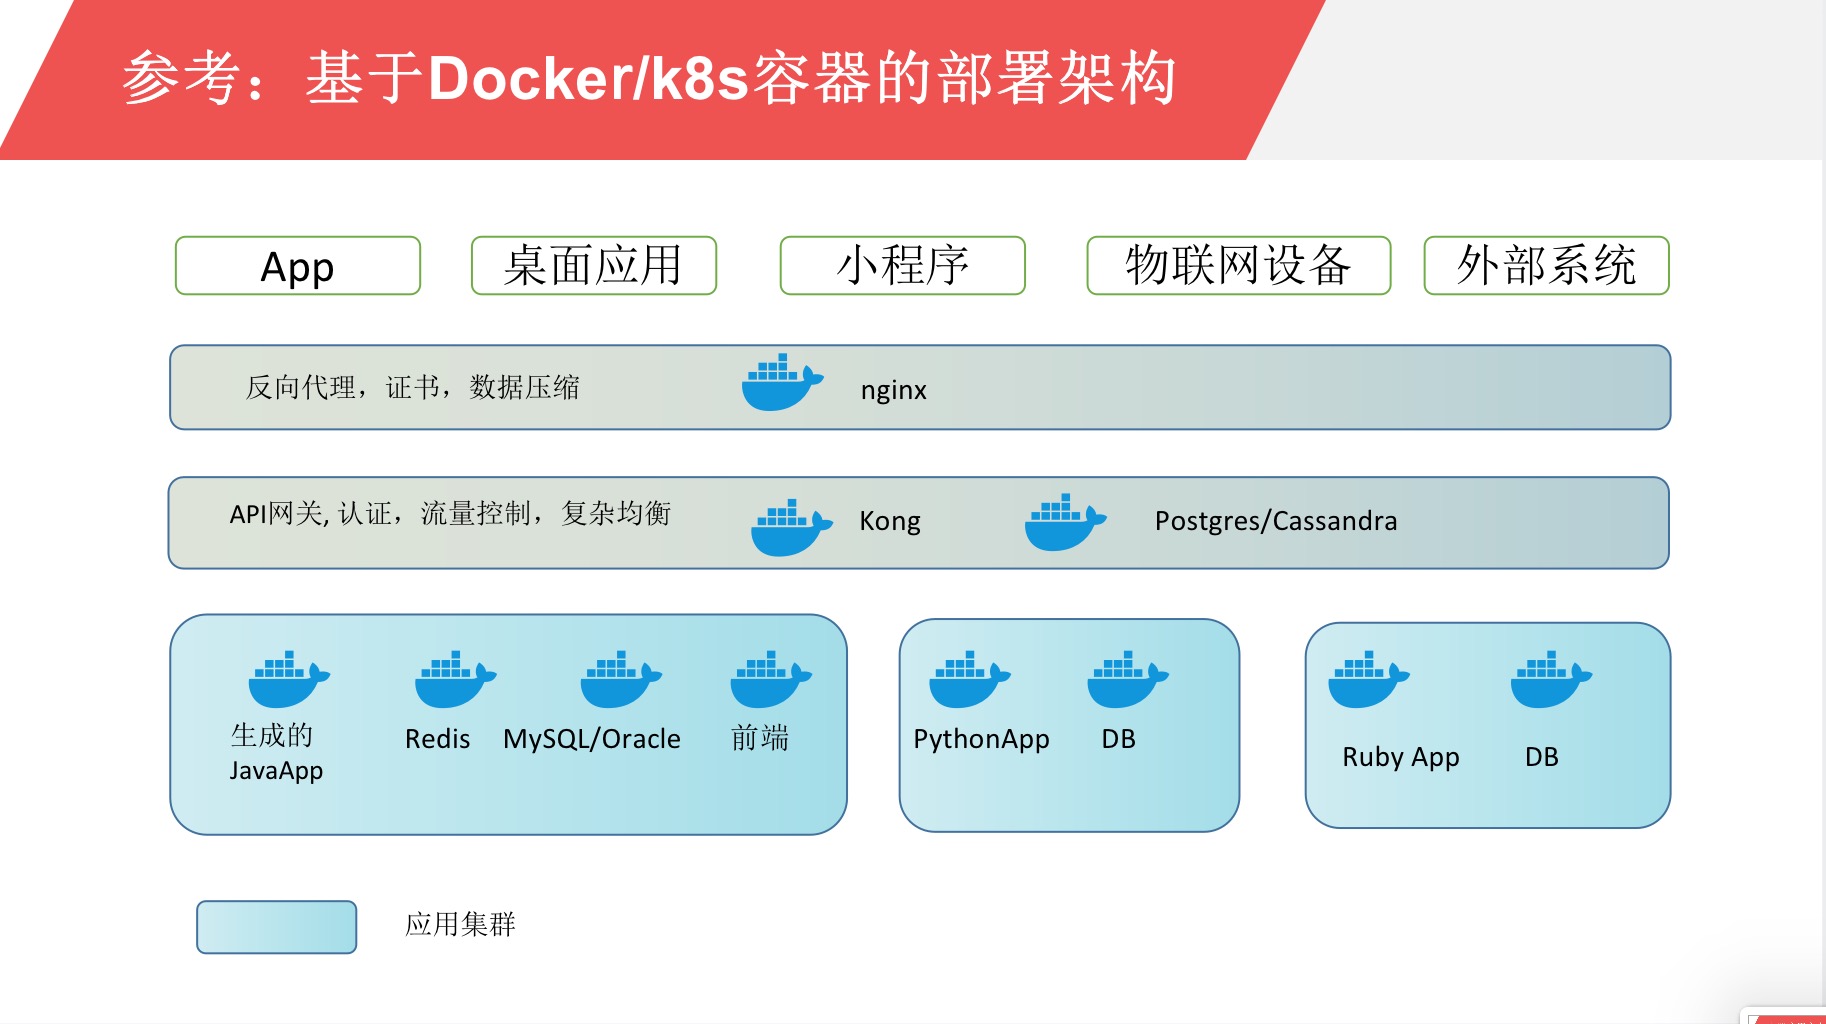 参考：基于Docker/k8s容器的部署架构
App
桌面应用
小程序
物联网设备
外部系统
反向代理，证书，数据压缩
nginx
API网关, 认证，流量控制，复杂均衡
Kong
Postgres/Cassandra
生成的
JavaApp
Redis
MySQL/Oracle
前端
PythonApp
DB
Ruby App
DB
应用集群